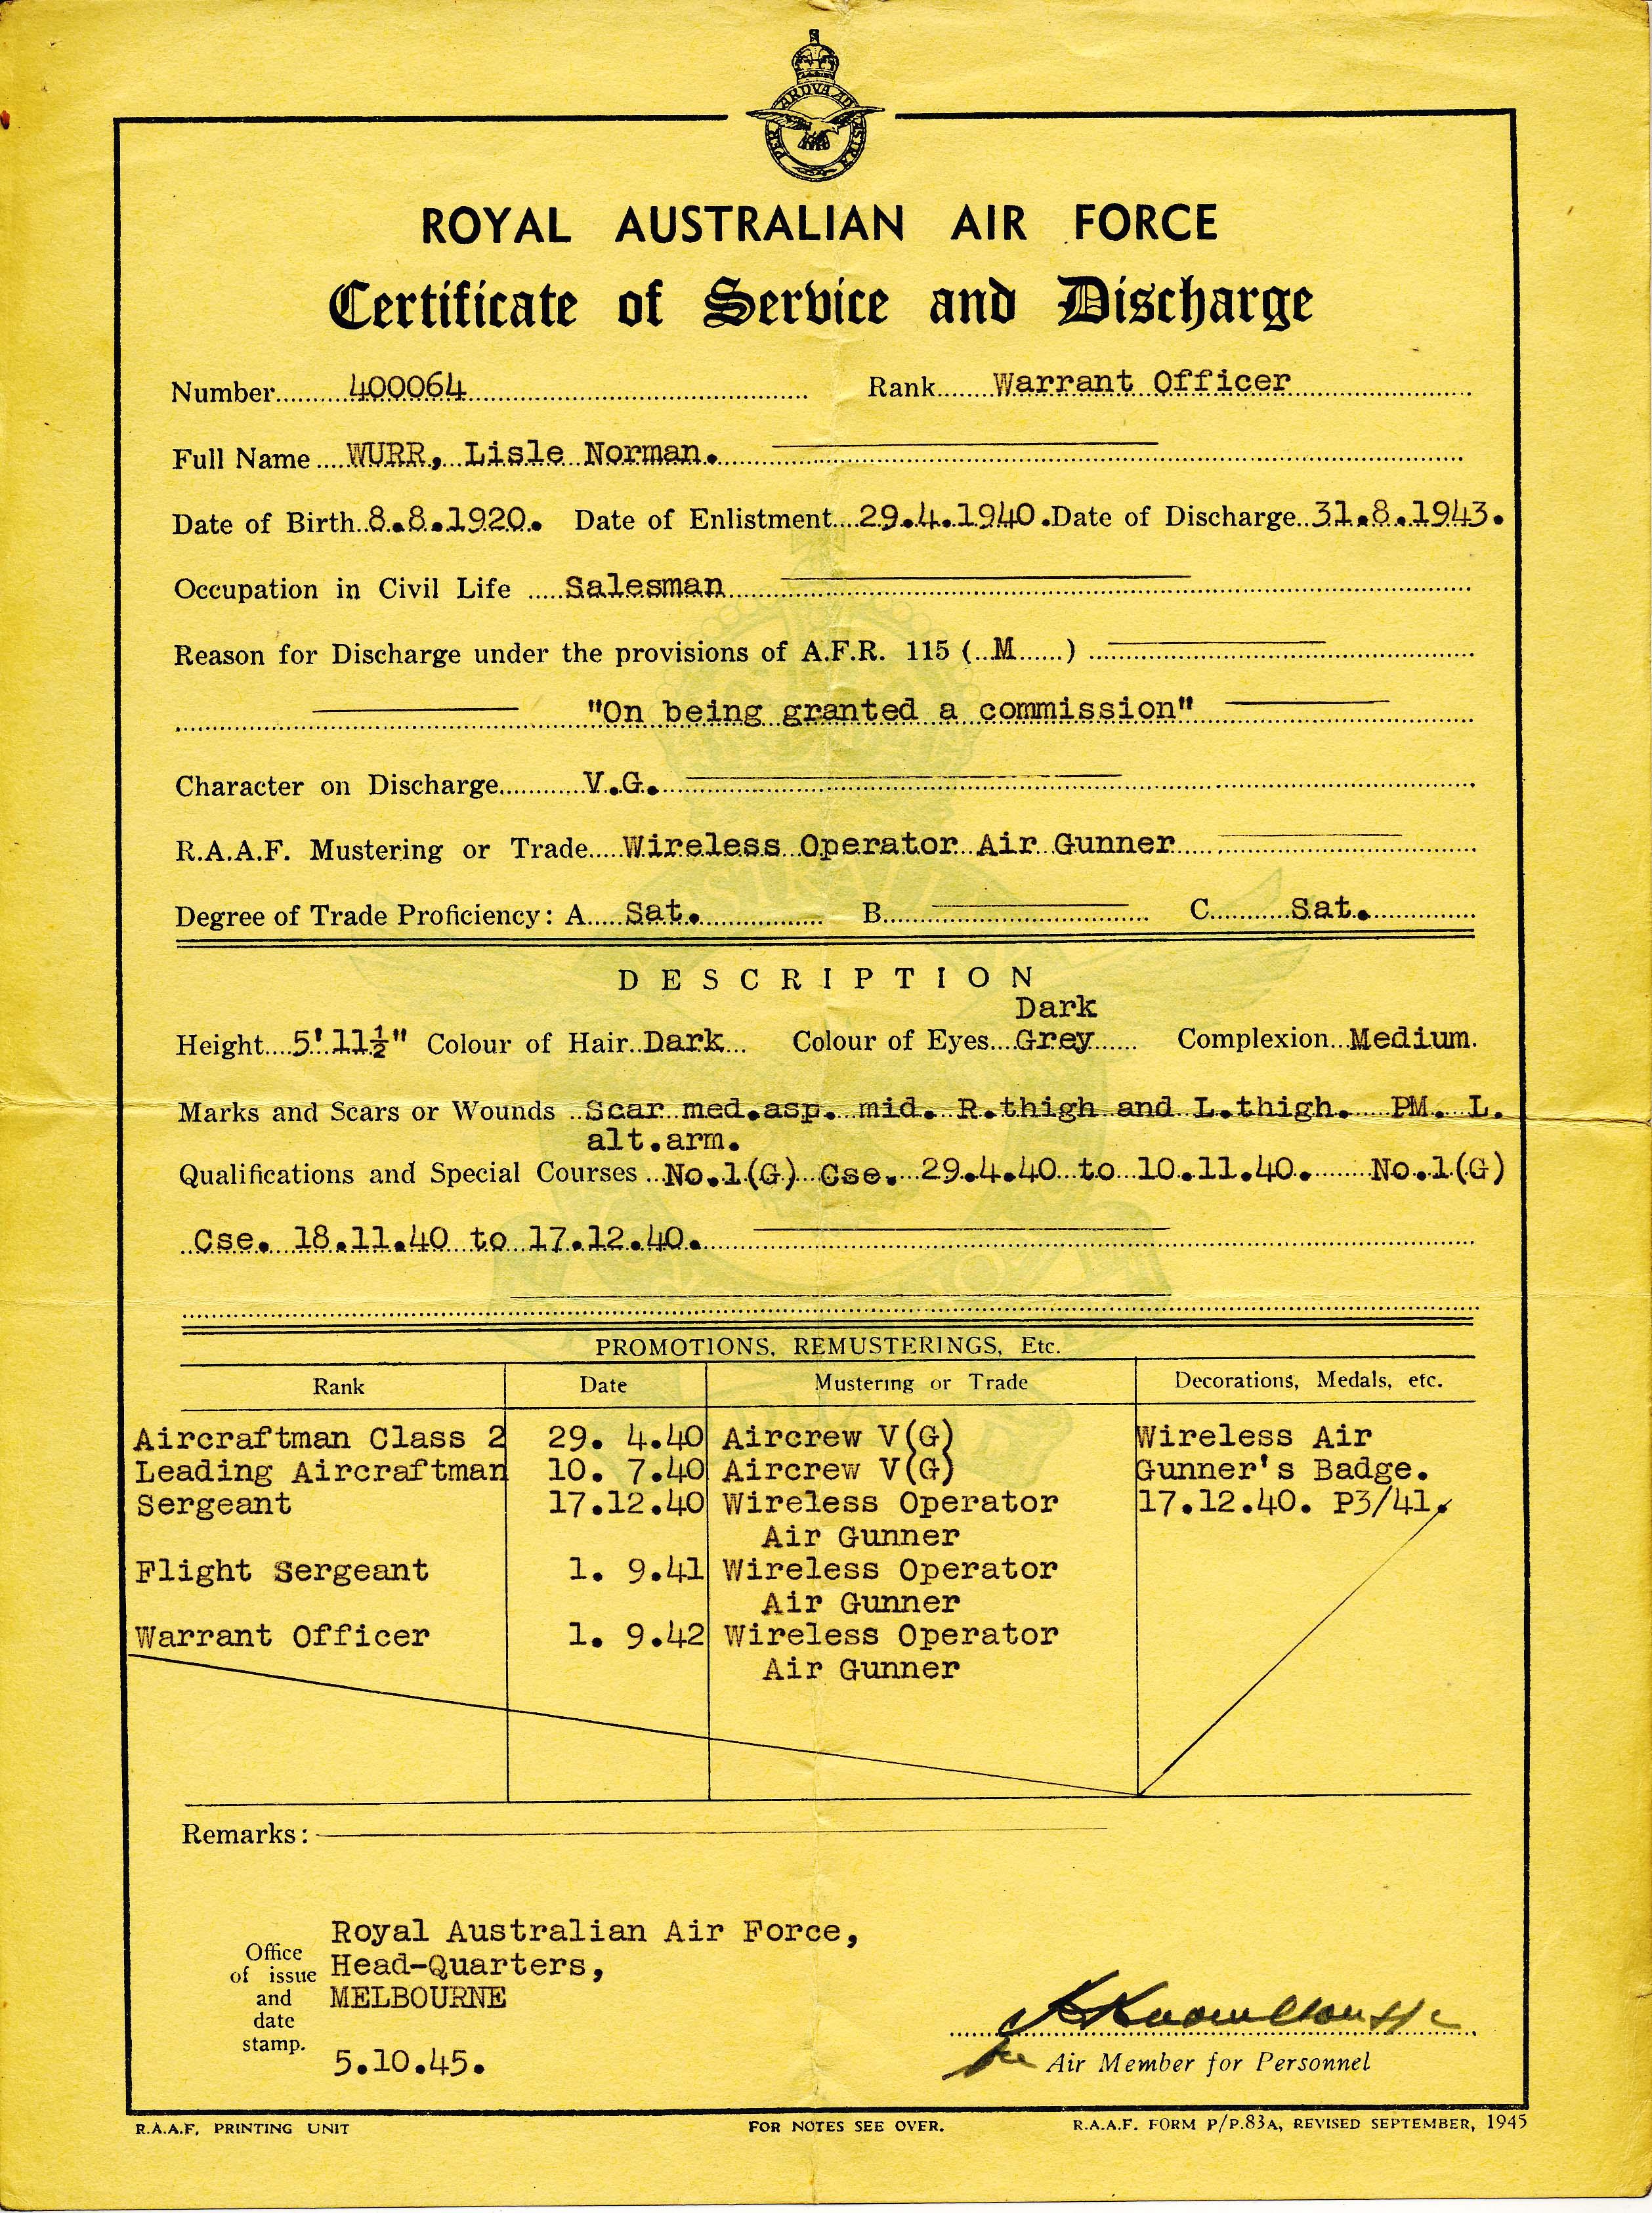 PER ARDVA AD ASTRA
ROYAL AUSTRALIAN AIR FORCE
Certificate of Service and Discharge
Number 400064 Rank Warrant Officer
Full Name WURR, Lisle Norman.
Date of Birth 8.8.1920. Date of Enlistment 29.4.1940. Date of Discharge 31.8.1943.
Occupation in Civil Life Salesman
Reason for Discharge under the provisions of A.F.R. 115 ( M )
"On being granted a commission"
Character on Discharge V.G.
R.A.A.F. Mustering or Trade Wireless Operator Air Gunner
Degree of Trade Proficiency: A Sat. B C Sat.
DESCRIPTION
Dark
Height 5'11½" Colour of Hair Dark Colour of Eyes Grey Complexion Medium.
Marks and Scars or Wounds Scar med.asp. mid. R.thigh and L.thigh. PM. L.
alt.arm.
Qualifications and Special Courses No.1(G) Cse. 29.4.40 to 10.11.40. No.1(G)
Cse. 18.11.40 to 17.12.40.
PROMOTIONS, REMUSTERINGS, Etc.
Rank Date Mustering or Trade Decorations, Medals, etc.
Aircraftman Class 2 29. 4.40 Aircrew V(G) Wireless Air
Leading Aircraftman 10. 7.40 Aircrew V(G) Gunner's Badge.
Sergeant 17.12.40 Wireless Operator 17.12.40. P3/41.
Air Gunner
Flight Sergeant 1. 9.41 Wireless Operator
Air Gunner
Warrant Officer 1. 9.42 Wireless Operator
Air Gunner
Remarks:
Office of issue and date stamp.
Royal Australian Air Force,
Head-Quarters,
MELBOURNE
5.10.45.
for Air Member for Personnel
R.A.A.F. PRINTING UNIT FOR NOTES SEE OVER. R.A.A.F. FORM P/P.83A, REVISED SEPTEMBER, 1945